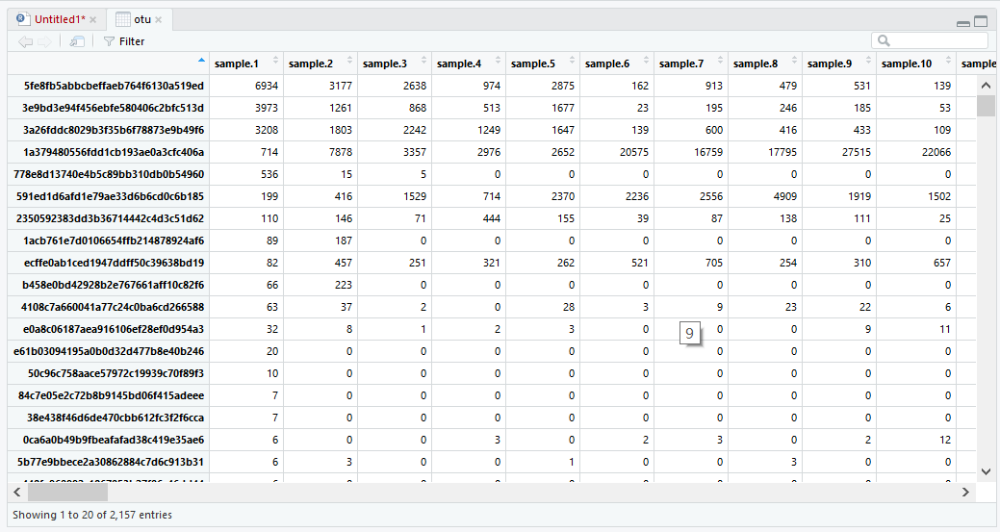 Untitled1* × otu ×
Filter
sample.1 sample.2 sample.3 sample.4 sample.5 sample.6 sample.7 sample.8 sample.9 sample.10 sample
5fe8fb5abbcbeffaeb764f6130a519ed 6934 3177 2638 974 2875 162 913 479 531 139
3e9bd3e94f456ebfe580406c2bfc513d 3973 1261 868 513 1677 23 195 246 185 53
3a26fddc8029b3f35b6f78873e9b49f6 3208 1803 2242 1249 1647 139 600 416 433 109
1a379480556fdd1cb193ae0a3cfc406a 714 7878 3357 2976 2652 20575 16759 17795 27515 22066
778e8d13740e4b5c89bb310db0b54960 536 15 5 0 0 0 0 0 0 0
591ed1d6afd1e79ae33d6b6cd0c6b185 199 416 1529 714 2370 2236 2556 4909 1919 1502
2350592383dd3b36714442c4d3c51d62 110 146 71 444 155 39 87 138 111 25
1acb761e7d0106654ffb214878924af6 89 187 0 0 0 0 0 0 0 0
ecffe0ab1ced1947ddff50c39638bd19 82 457 251 321 262 521 705 254 310 657
b458e0bd42928b2e767661aff10c82f6 66 223 0 0 0 0 0 0 0 0
4108c7a660041a77c24c0ba6cd266588 63 37 2 0 28 3 9 23 22 6
e0a8c06187aea916106ef28ef0d954a3 32 8 1 2 3 0 0 0 9 11
9
e61b03094195a0b0d32d477b8e40b246 20 0 0 0 0 0 0 0 0 0
50c96c758aace57972c19939c70f89f3 10 0 0 0 0 0 0 0 0 0
84c7e05e2c72b8b9145bd06f415adeee 7 0 0 0 0 0 0 0 0 0
38e438f46d6de470cbb612fc3f2f6cca 7 0 0 0 0 0 0 0 0 0
0ca6a0b49b9fbeafafad38c419e35ae6 6 0 0 3 0 2 3 0 2 12
5b77e9bbece2a30862884c7d6c913b31 6 3 0 0 1 0 0 3 0 0
Showing 1 to 20 of 2,157 entries